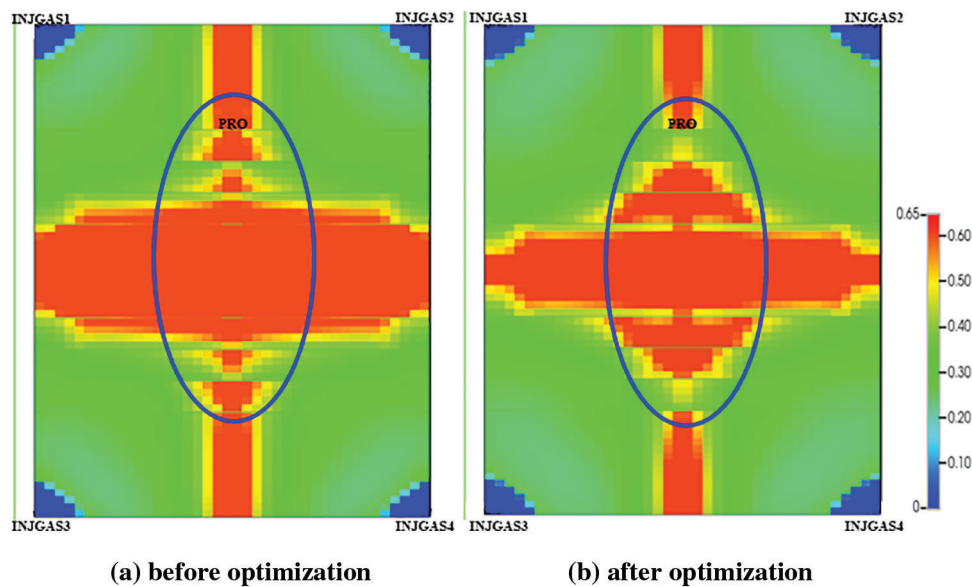 INJGAS1 INJGAS2 INJGAS1 INJGAS2
PRO PRO
0.65
0.60
0.50
0.40
0.30
0.20
0.10
0
INJGAS3 INJGAS4 INJGAS3 INJGAS4
(a) before optimization (b) after optimization